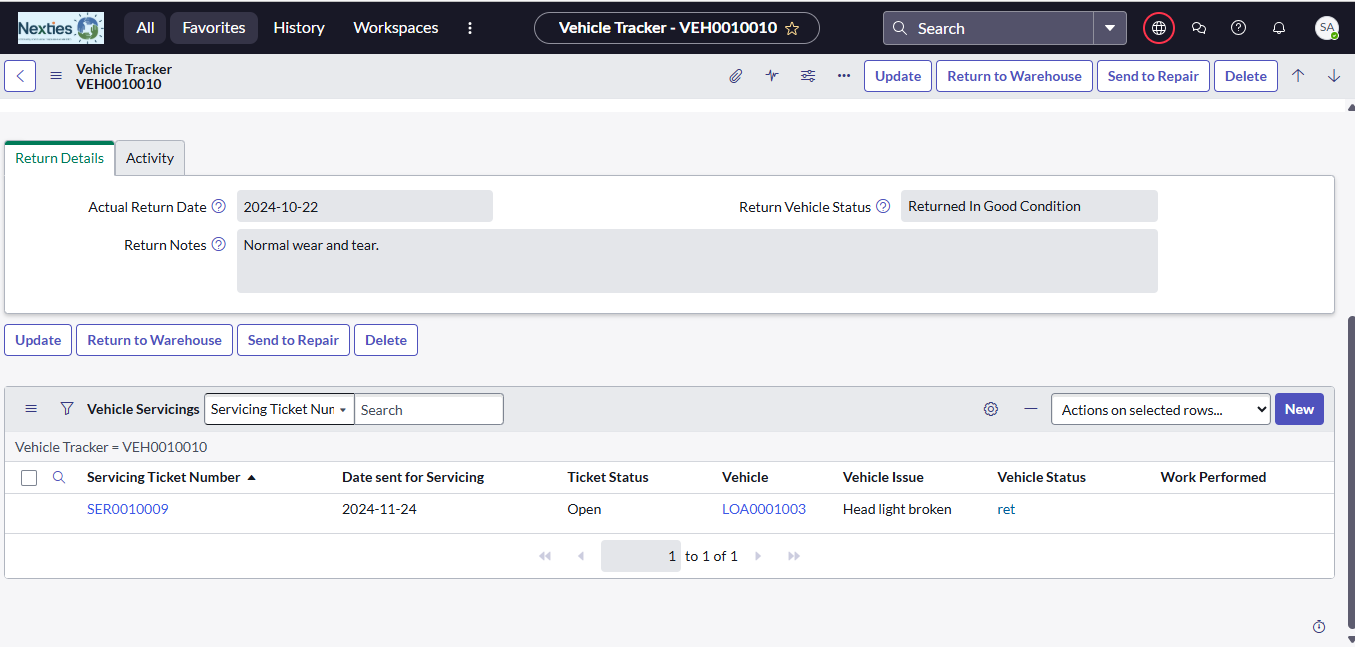 Nexties All Favorites History Workspaces Vehicle Tracker - VEH0010010 Search SA
Vehicle Tracker
VEH0010010
Update Return to Warehouse Send to Repair Delete
Return Details Activity
Actual Return Date 2024-10-22 Return Vehicle Status Returned In Good Condition
Return Notes Normal wear and tear.
Update Return to Warehouse Send to Repair Delete
Vehicle Servicings Servicing Ticket Nur Search Actions on selected rows... New
Vehicle Tracker = VEH0010010
Servicing Ticket Number Date sent for Servicing Ticket Status Vehicle Vehicle Issue Vehicle Status Work Performed
SER0010009 2024-11-24 Open LOA0001003 Head light broken ret
1 to 1 of 1